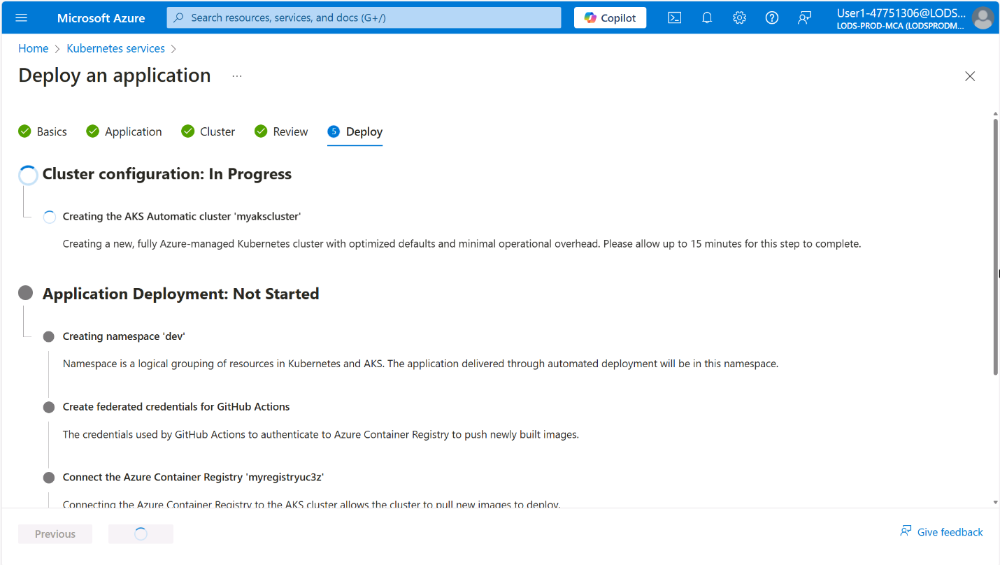 Microsoft Azure
Search resources, services, and docs (G+/)
Copilot
User1-47751306@LODS...
LODS-PROD-MCA (LODSPRODM...
Home > Kubernetes services >
Deploy an application ...
Basics
Application
Cluster
Review
5 Deploy
Cluster configuration: In Progress
Creating the AKS Automatic cluster 'myakscluster'
Creating a new, fully Azure-managed Kubernetes cluster with optimized defaults and minimal operational overhead. Please allow up to 15 minutes for this step to complete.
Application Deployment: Not Started
Creating namespace 'dev'
Namespace is a logical grouping of resources in Kubernetes and AKS. The application delivered through automated deployment will be in this namespace.
Create federated credentials for GitHub Actions
The credentials used by GitHub Actions to authenticate to Azure Container Registry to push newly built images.
Connect the Azure Container Registry 'myregistryuc3z'
Connecting the Azure Container Registry to the AKS cluster allows the cluster to pull new images to deploy.
Previous
Give feedback